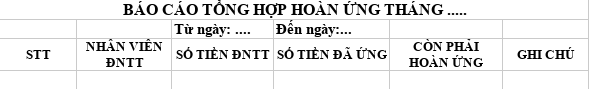 BÁO CÁO TỔNG HỢP HOÀN ỨNG THÁNG .....
Từ ngày: .... Đến ngày:...
STT NHÂN VIÊN ĐNTT SỐ TIỀN ĐNTT SỐ TIỀN ĐÃ ỨNG CÒN PHẢI HOÀN ỨNG GHI CHÚ